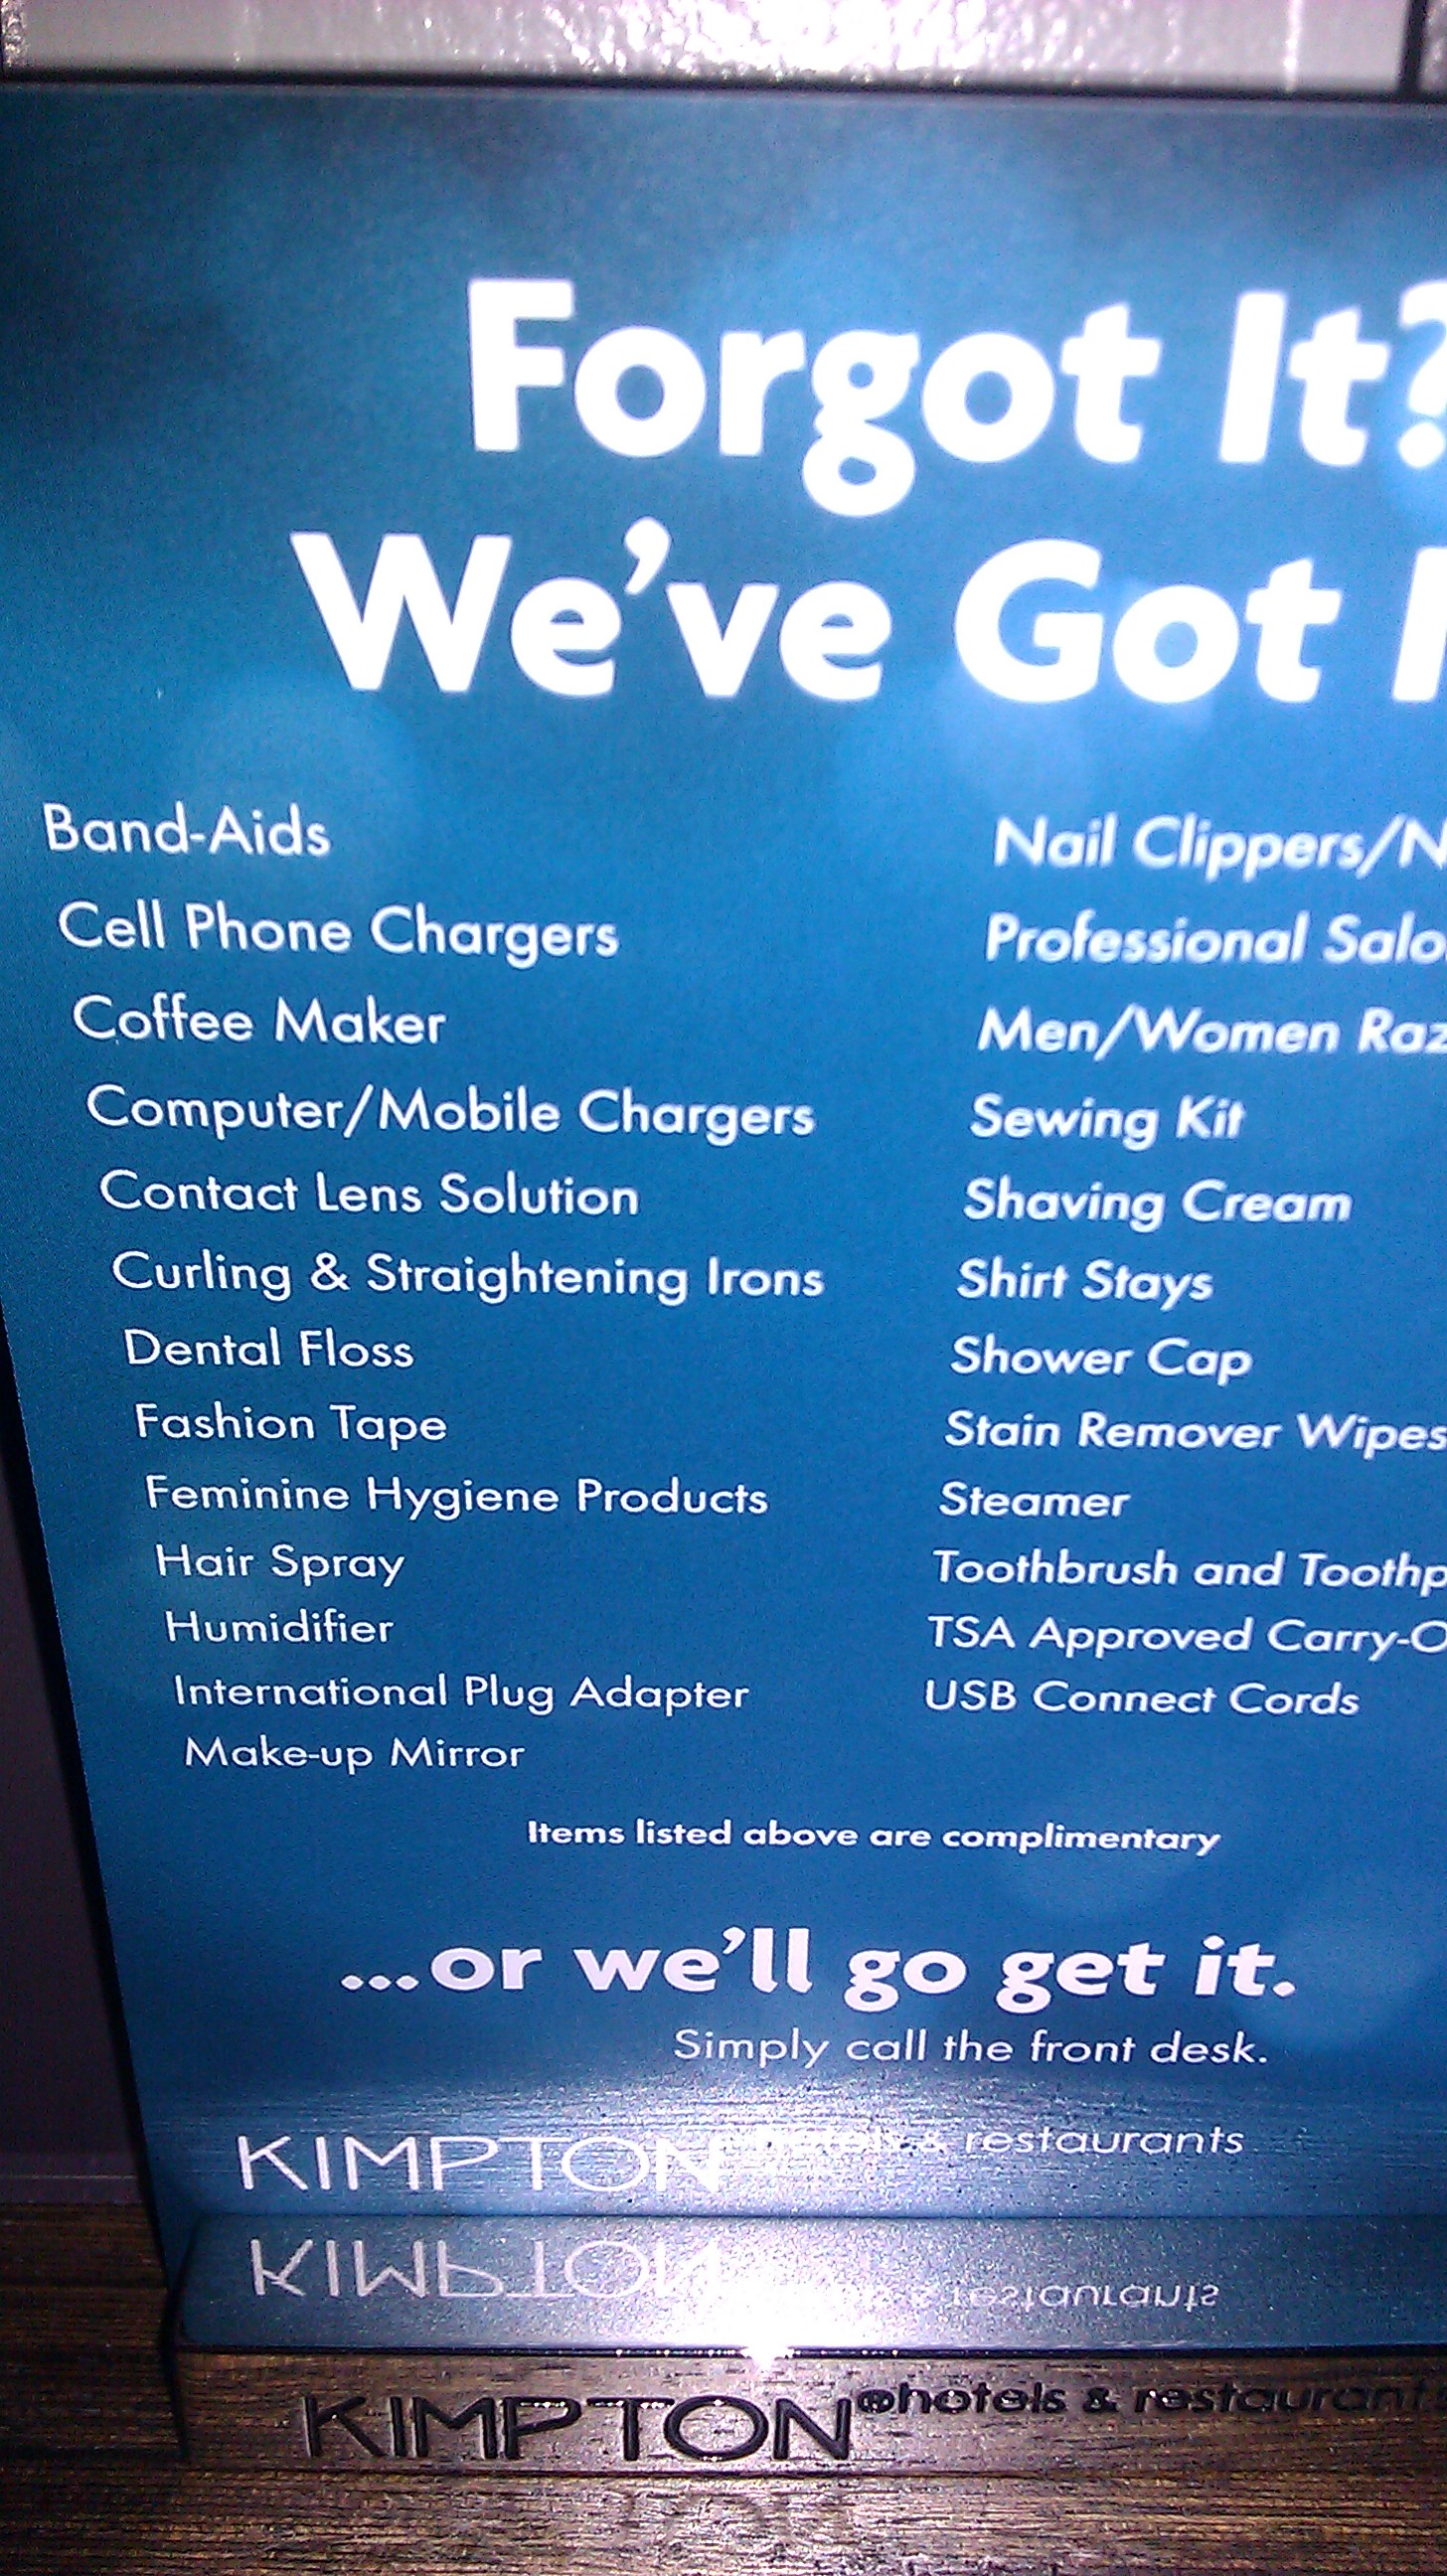 Forgot It?
We've Got
Band-Aids
Cell Phone Chargers
Coffee Maker
Computer/Mobile Chargers
Contact Lens Solution
Curling & Straightening Irons
Dental Floss
Fashion Tape
Feminine Hygiene Products
Hair Spray
Humidifier
International Plug Adapter
Make-up Mirror
Nail Clippers/
Professional
Men/Women
Sewing Kit
Shaving Cream
Shirt Stays
Shower Cap
Stain Remover Wipes
Steamer
Toothbrush and
TSA Approved
USB Connect Cords
Items listed above are complimentary
...or we'll go get it.
Simply call the front desk.
KIMPTON hotels & restaurants
KIMPTON® hotels & restaurants